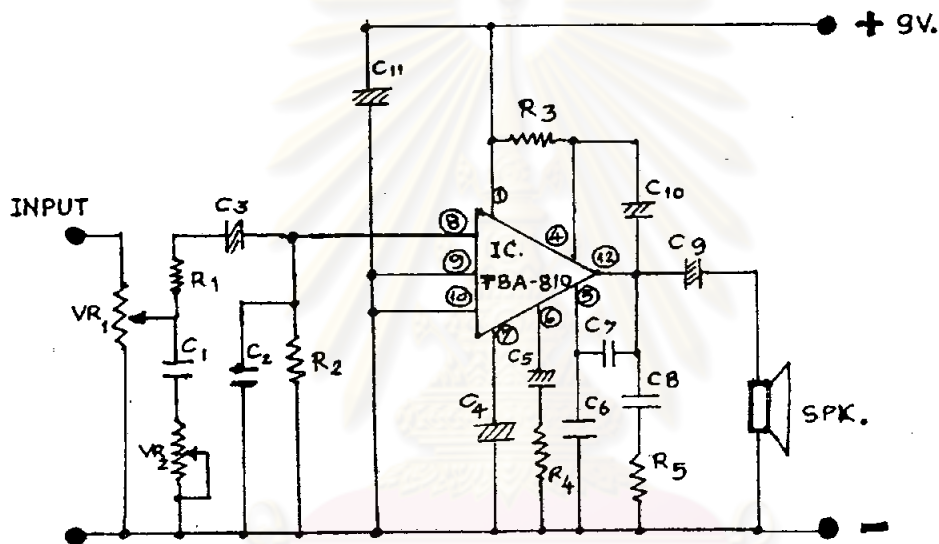 + 9V.
C11
R3
①
C10
INPUT
C3
⑧
④
C9
IC.
⑫
⑨
TBA-810
R1
⑩
⑤
VR1
⑥
C7
⑦
C1
C2
R2
C5
C8
C4
C6
SPK.
VR2
R4
R5
−